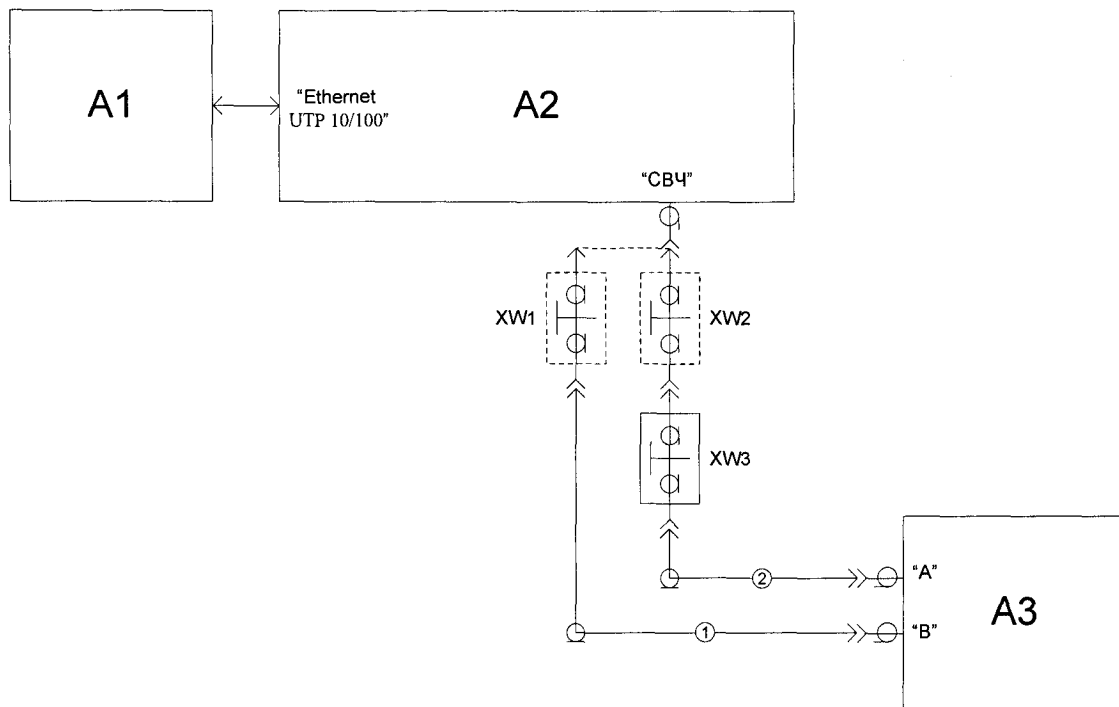 A1
"Ethernet
UTP 10/100"
A2
"СВЧ"
XW1
XW2
XW3
2
"A"
1
"B"
A3